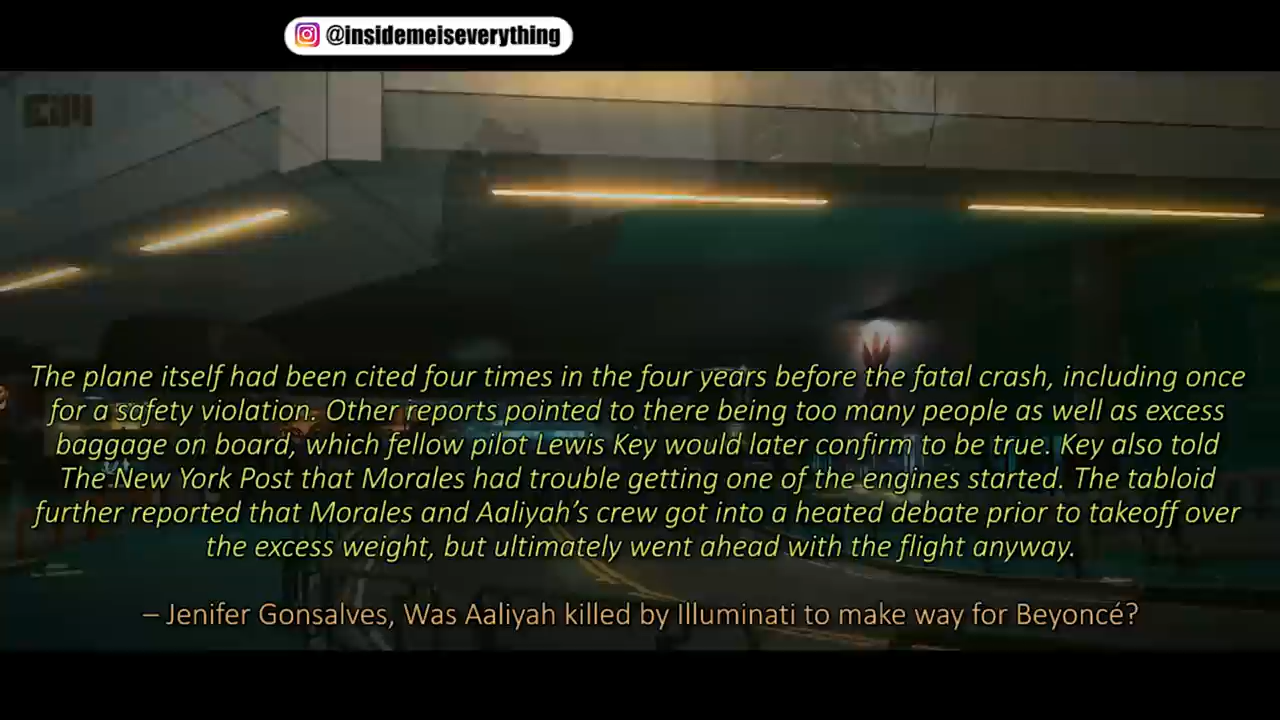 @insidemeiseverything
The plane itself had been cited four times in the four years before the fatal crash, including once
for a safety violation. Other reports pointed to there being too many people as well as excess
baggage on board, which fellow pilot Lewis Key would later confirm to be true. Key also told
The New York Post that Morales had trouble getting one of the engines started. The tabloid
further reported that Morales and Aaliyah’s crew got into a heated debate prior to takeoff over
the excess weight, but ultimately went ahead with the flight anyway.
– Jenifer Gonsalves, Was Aaliyah killed by Illuminati to make way for Beyoncé?